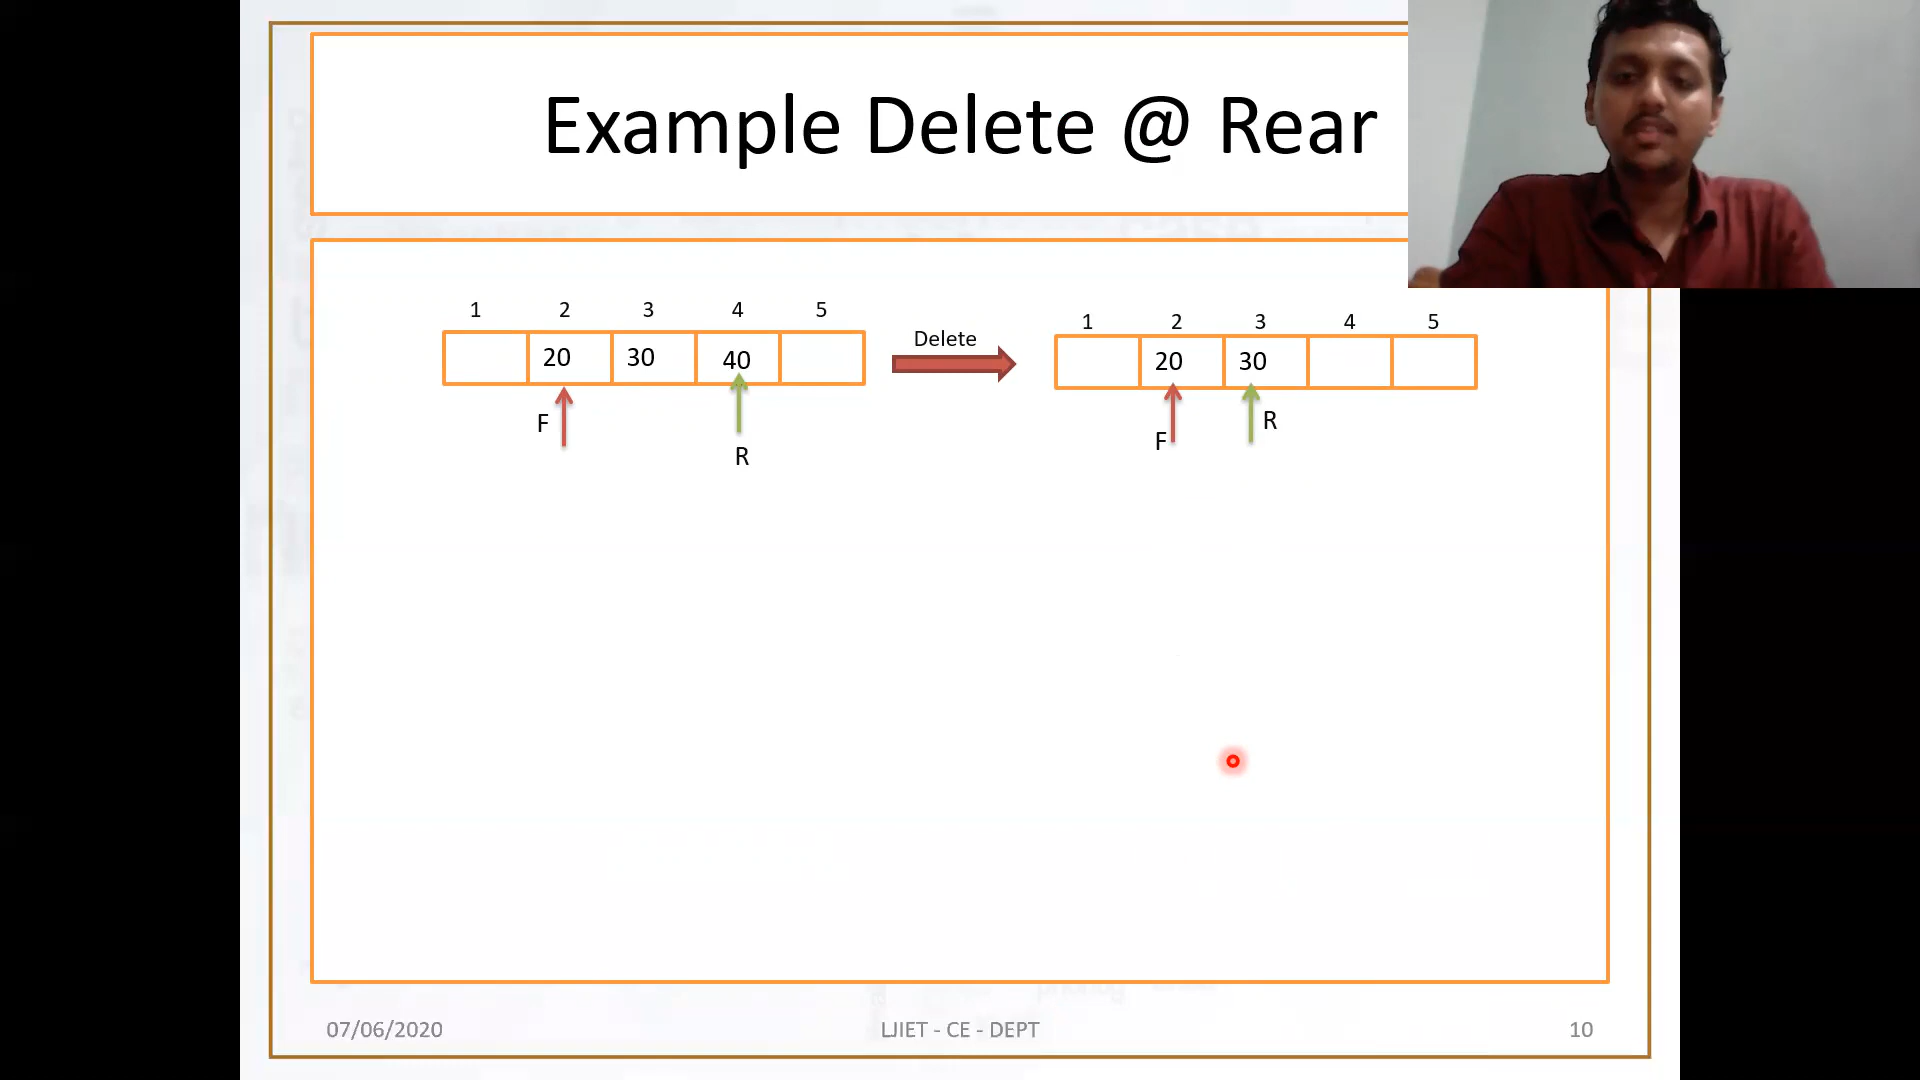 Example Delete @ Rear
1 2 3 4 5
20 30 40
F
R
Delete
1 2 3 4 5
20 30
F
R
07/06/2020
LJIET - CE - DEPT
10